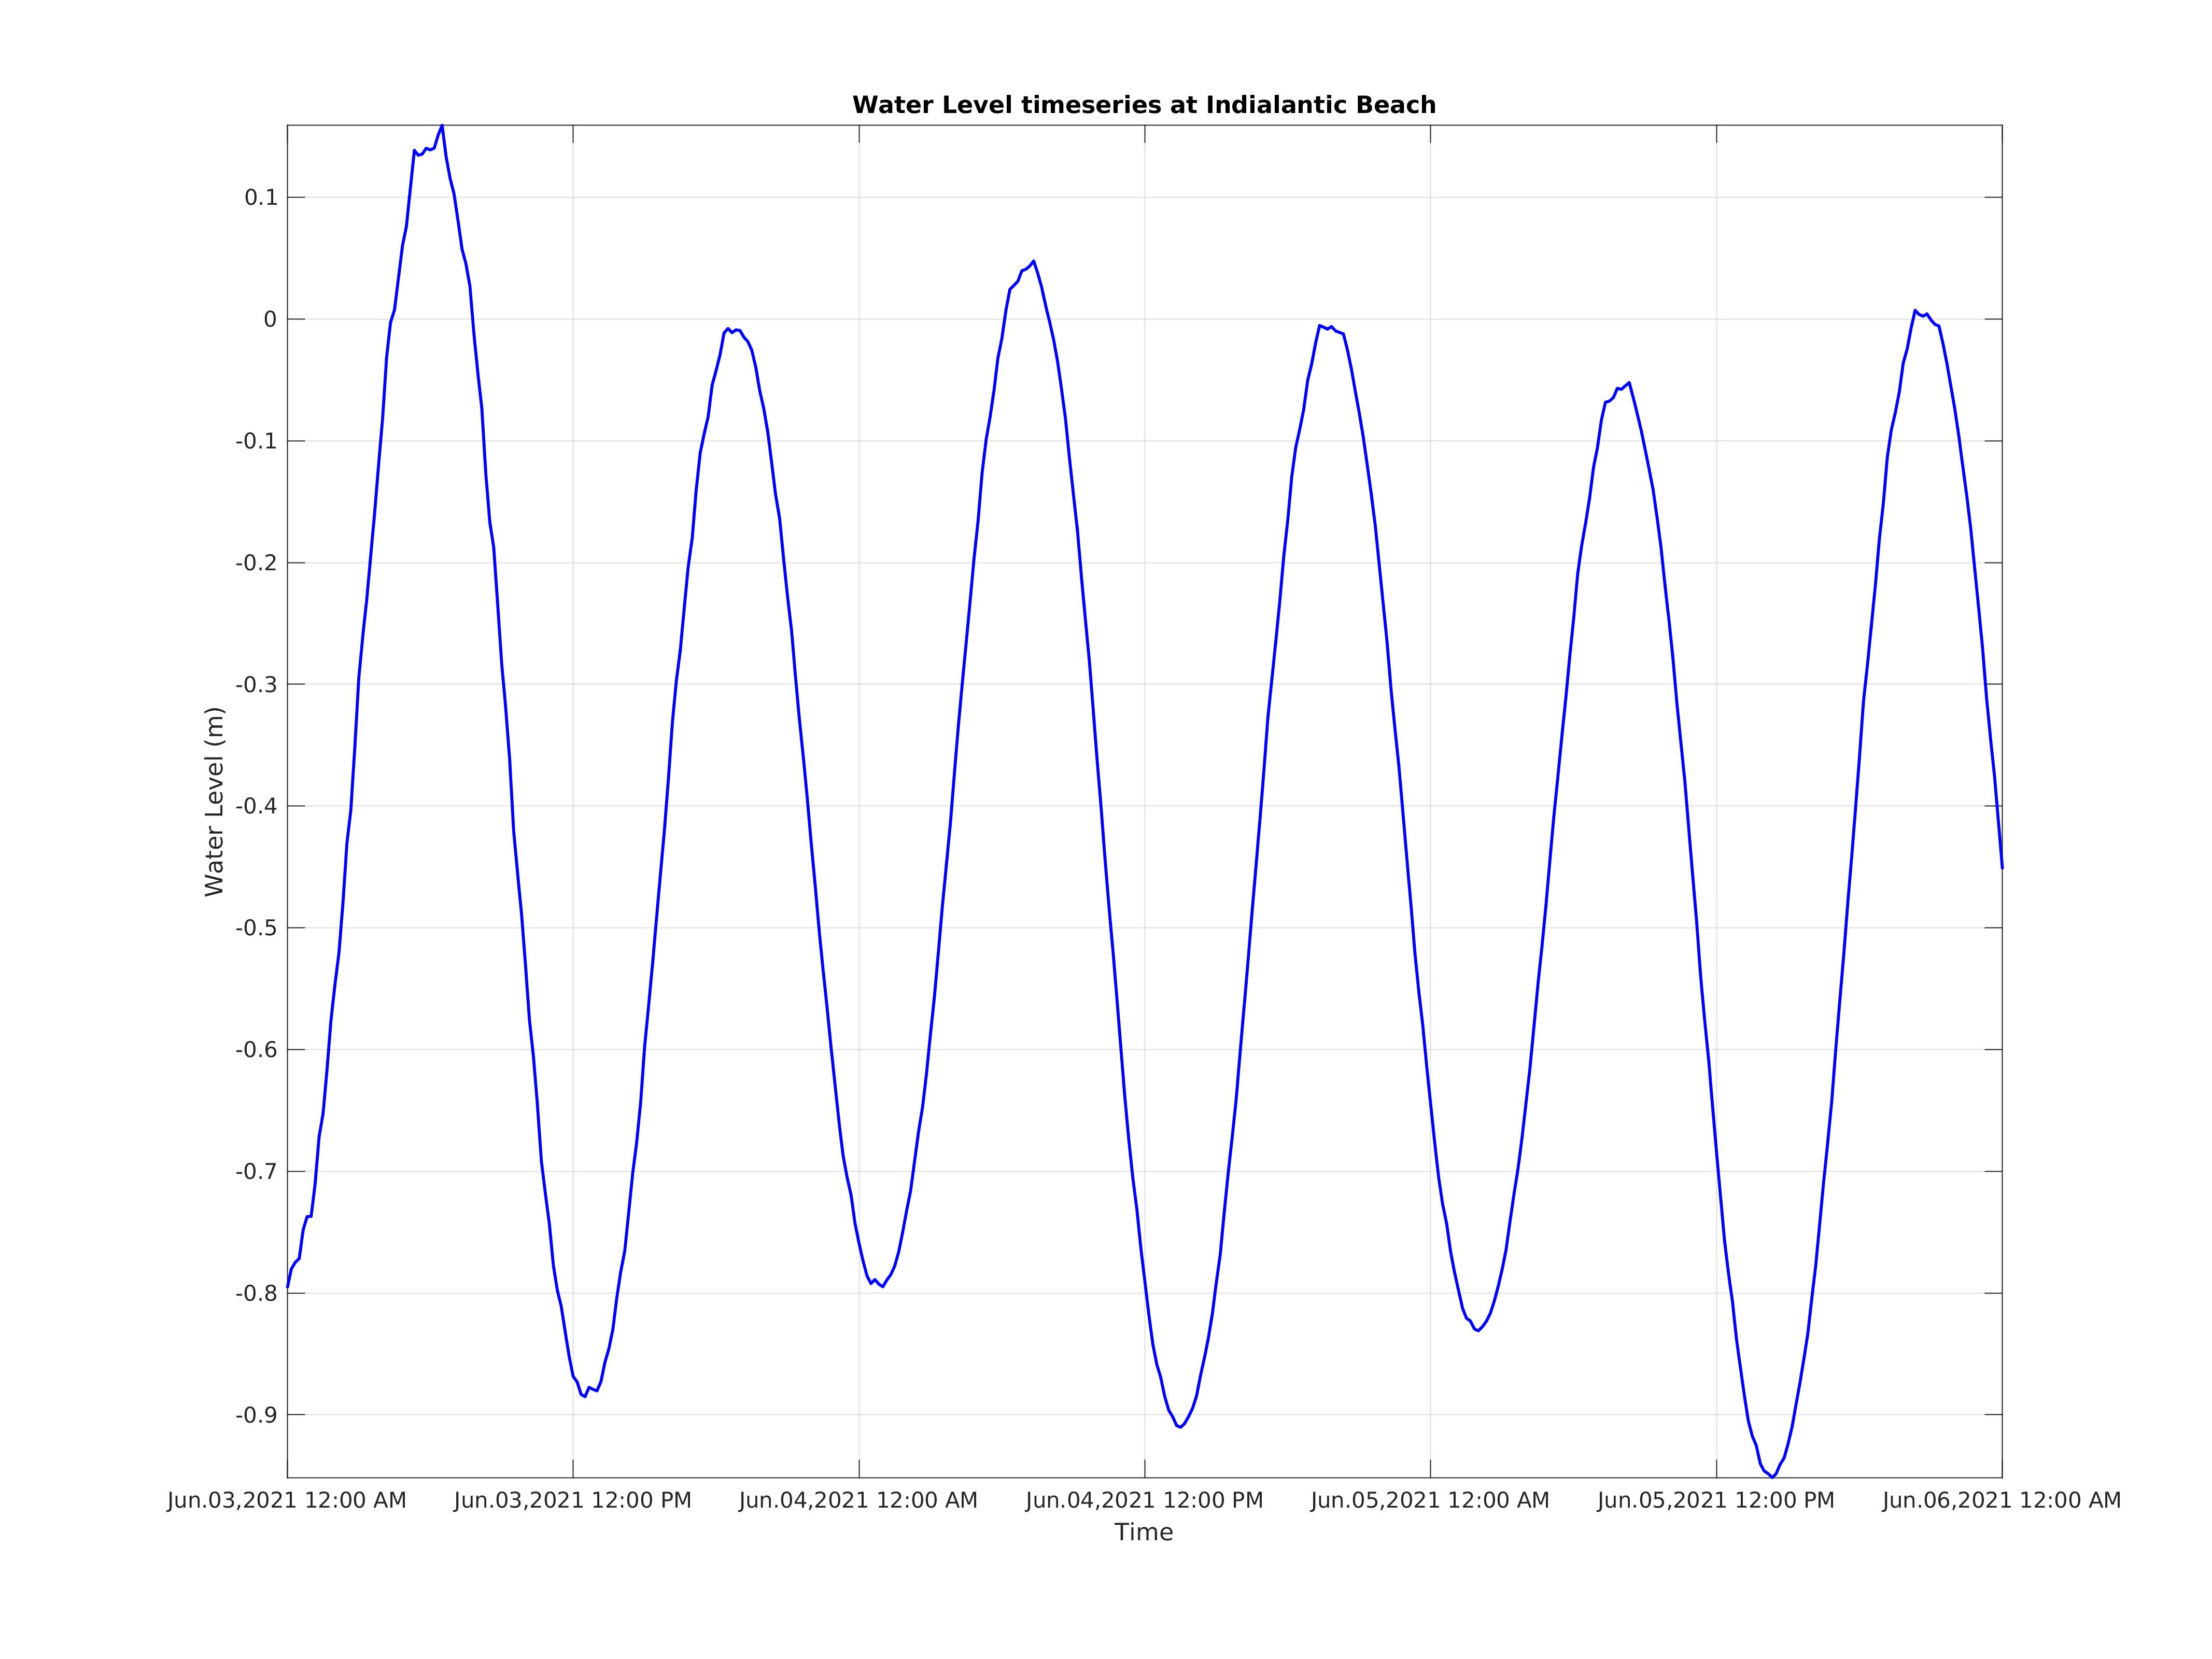 Water Level timeseries at Indialantic Beach
0.1
0
-0.1
-0.2
-0.3
-0.4
-0.5
-0.6
-0.7
-0.8
-0.9
Water Level (m)
Jun.03,2021 12:00 AM Jun.03,2021 12:00 PM Jun.04,2021 12:00 AM Jun.04,2021 12:00 PM Jun.05,2021 12:00 AM Jun.05,2021 12:00 PM Jun.06,2021 12:00 AM
Time